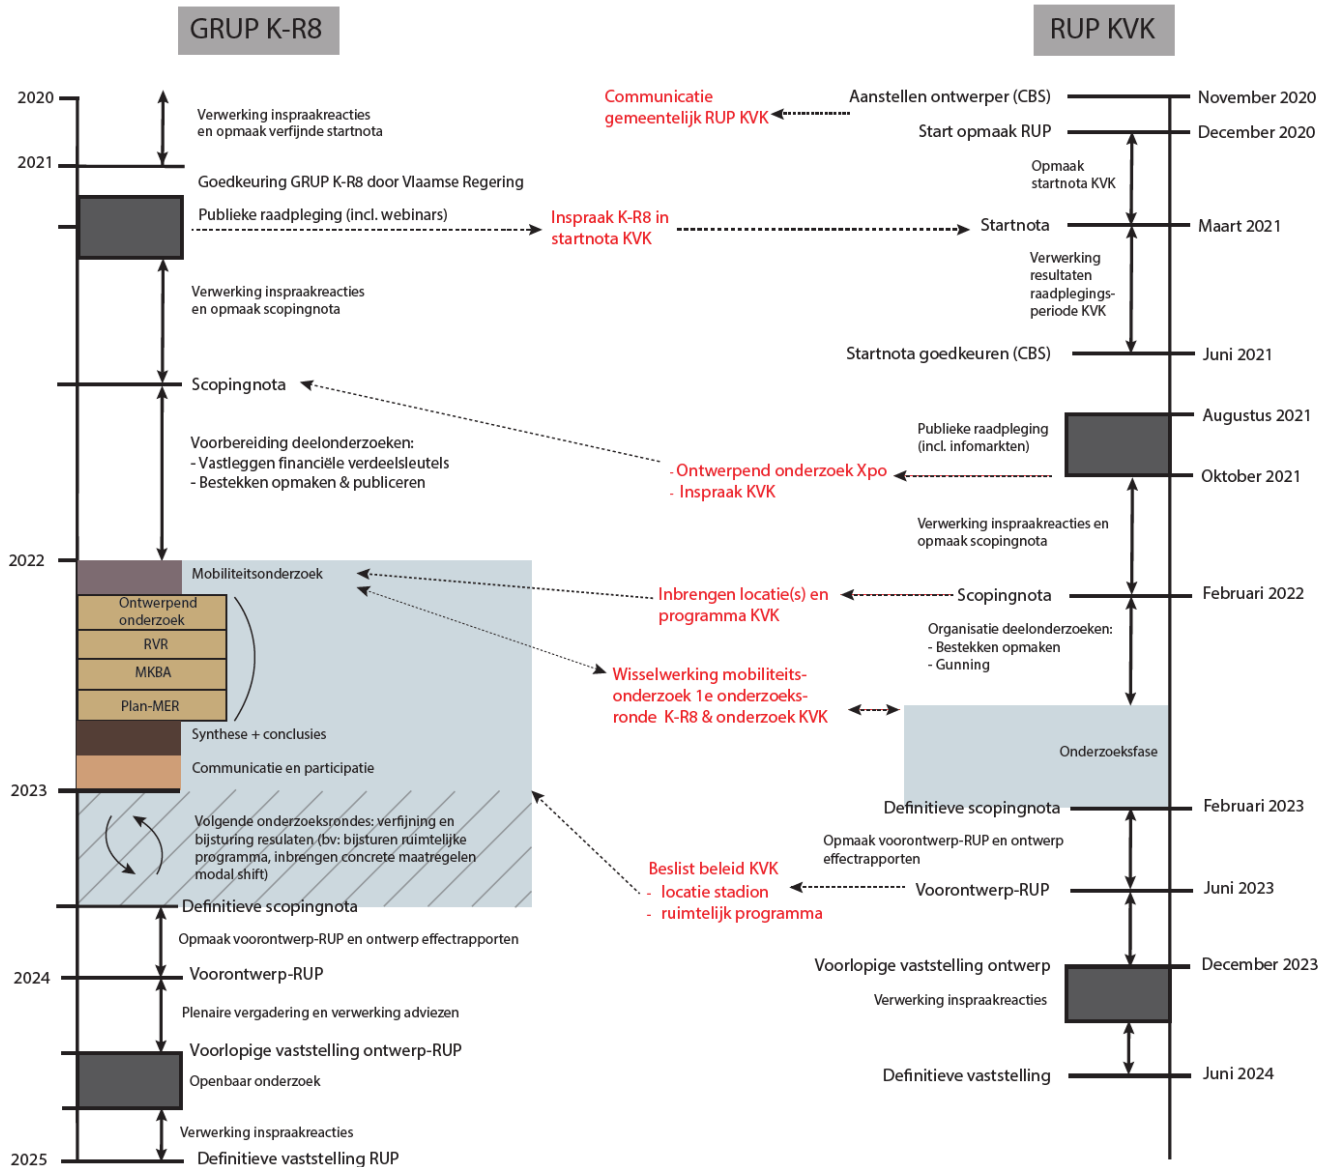 GRUP K-R8
RUP KVK
2020
Verwerking inspraakreacties
en opmaak verfijnde startnota
2021
Goedkeuring GRUP K-R8 door Vlaamse Regering
Publieke raadpleging (incl. webinars)
Verwerking inspraakreacties
en opmaak scopingnota
Scopingnota
Voorbereiding deelonderzoeken:
- Vastleggen financiële verdeelsleutels
- Bestekken opmaken & publiceren
2022
Mobiliteitsonderzoek
Ontwerpend
onderzoek
RVR
MKBA
Plan-MER
Synthese + conclusies
Communicatie en participatie
2023
Volgende onderzoeksrondes: verfijning en
bijsturing resulaten (bv: bijsturen ruimtelijke
programma, inbrengen concrete maatregelen
modal shift)
Definitieve scopingnota
Opmaak voorontwerp-RUP en ontwerp effectrapporten
2024
Voorontwerp-RUP
Plenaire vergadering en verwerking adviezen
Voorlopige vaststelling ontwerp-RUP
Openbaar onderzoek
Verwerking inspraakreacties
2025
Definitieve vaststelling RUP
Communicatie
gemeentelijk RUP KVK
Inspraak K-R8 in
startnota KVK
- Ontwerpend onderzoek Xpo
- Inspraak KVK
Inbrengen locatie(s) en
programma KVK
Wisselwerking mobiliteits-
onderzoek 1e onderzoeks-
ronde K-R8 & onderzoek KVK
Beslist beleid KVK
- locatie stadion
- ruimtelijk programma
Aanstellen ontwerper (CBS)
November 2020
Start opmaak RUP
December 2020
Opmaak
startnota KVK
Startnota
Maart 2021
Verwerking
resultaten
raadplegings-
periode KVK
Startnota goedkeuren (CBS)
Juni 2021
Augustus 2021
Publieke raadpleging
(incl. infomarkten)
Oktober 2021
Verwerking inspraakreacties en
opmaak scopingnota
Scopingnota
Februari 2022
Organisatie deelonderzoeken:
- Bestekken opmaken
- Gunning
Onderzoeksfase
Definitieve scopingnota
Februari 2023
Opmaak voorontwerp-RUP en ontwerp
effectrapporten
Voorontwerp-RUP
Juni 2023
Voorlopige vaststelling ontwerp
December 2023
Verwerking inspraakreacties
Definitieve vaststelling
Juni 2024